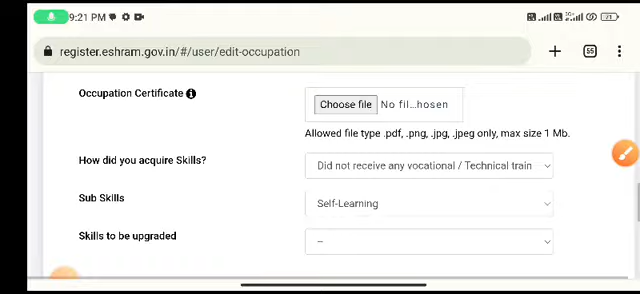 9:21 PM
71
register.eshram.gov.in/#/user/edit-occupation
55
Occupation Certificate
Choose file No fil...hosen
Allowed file type .pdf, .png, .jpg, .jpeg only, max size 1 Mb.
How did you acquire Skills? Did not receive any vocational / Technical train
Sub Skills Self-Learning
Skills to be upgraded --